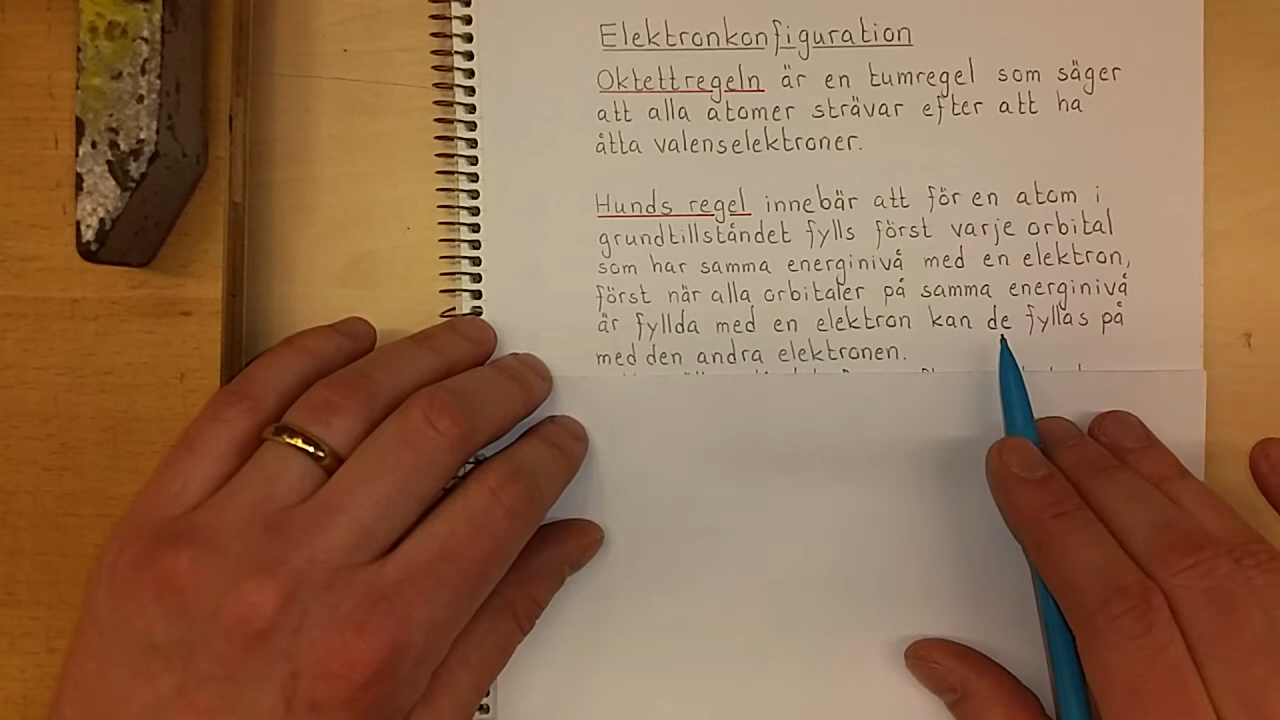 Elektronkonfiguration
Oktettregeln är en tumregel som säger
att alla atomer strävar efter att ha
åtta valenselektroner.
Hunds regel innebär att för en atom i
grundtillståndet fylls först varje orbital
som har samma energinivå med en elektron,
först när alla orbitaler på samma energinivå
är fyllda med en elektron kan de fyllas på
med den andra elektronen.